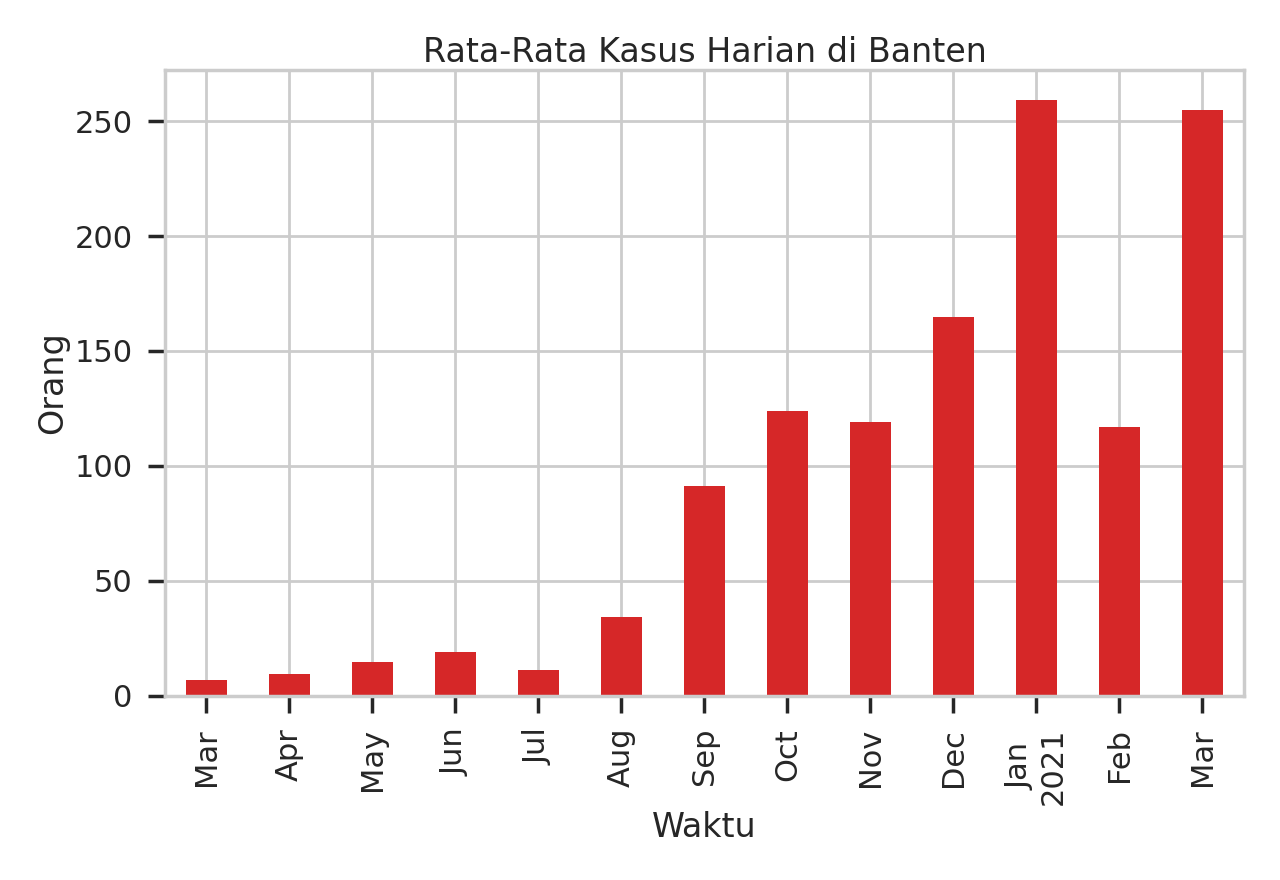 Rata-Rata Kasus Harian di Banten
Orang
250
200
150
100
50
0
Mar
Apr
May
Jun
Jul
Aug
Sep
Oct
Nov
Dec
Jan
2021
Feb
Mar
Waktu